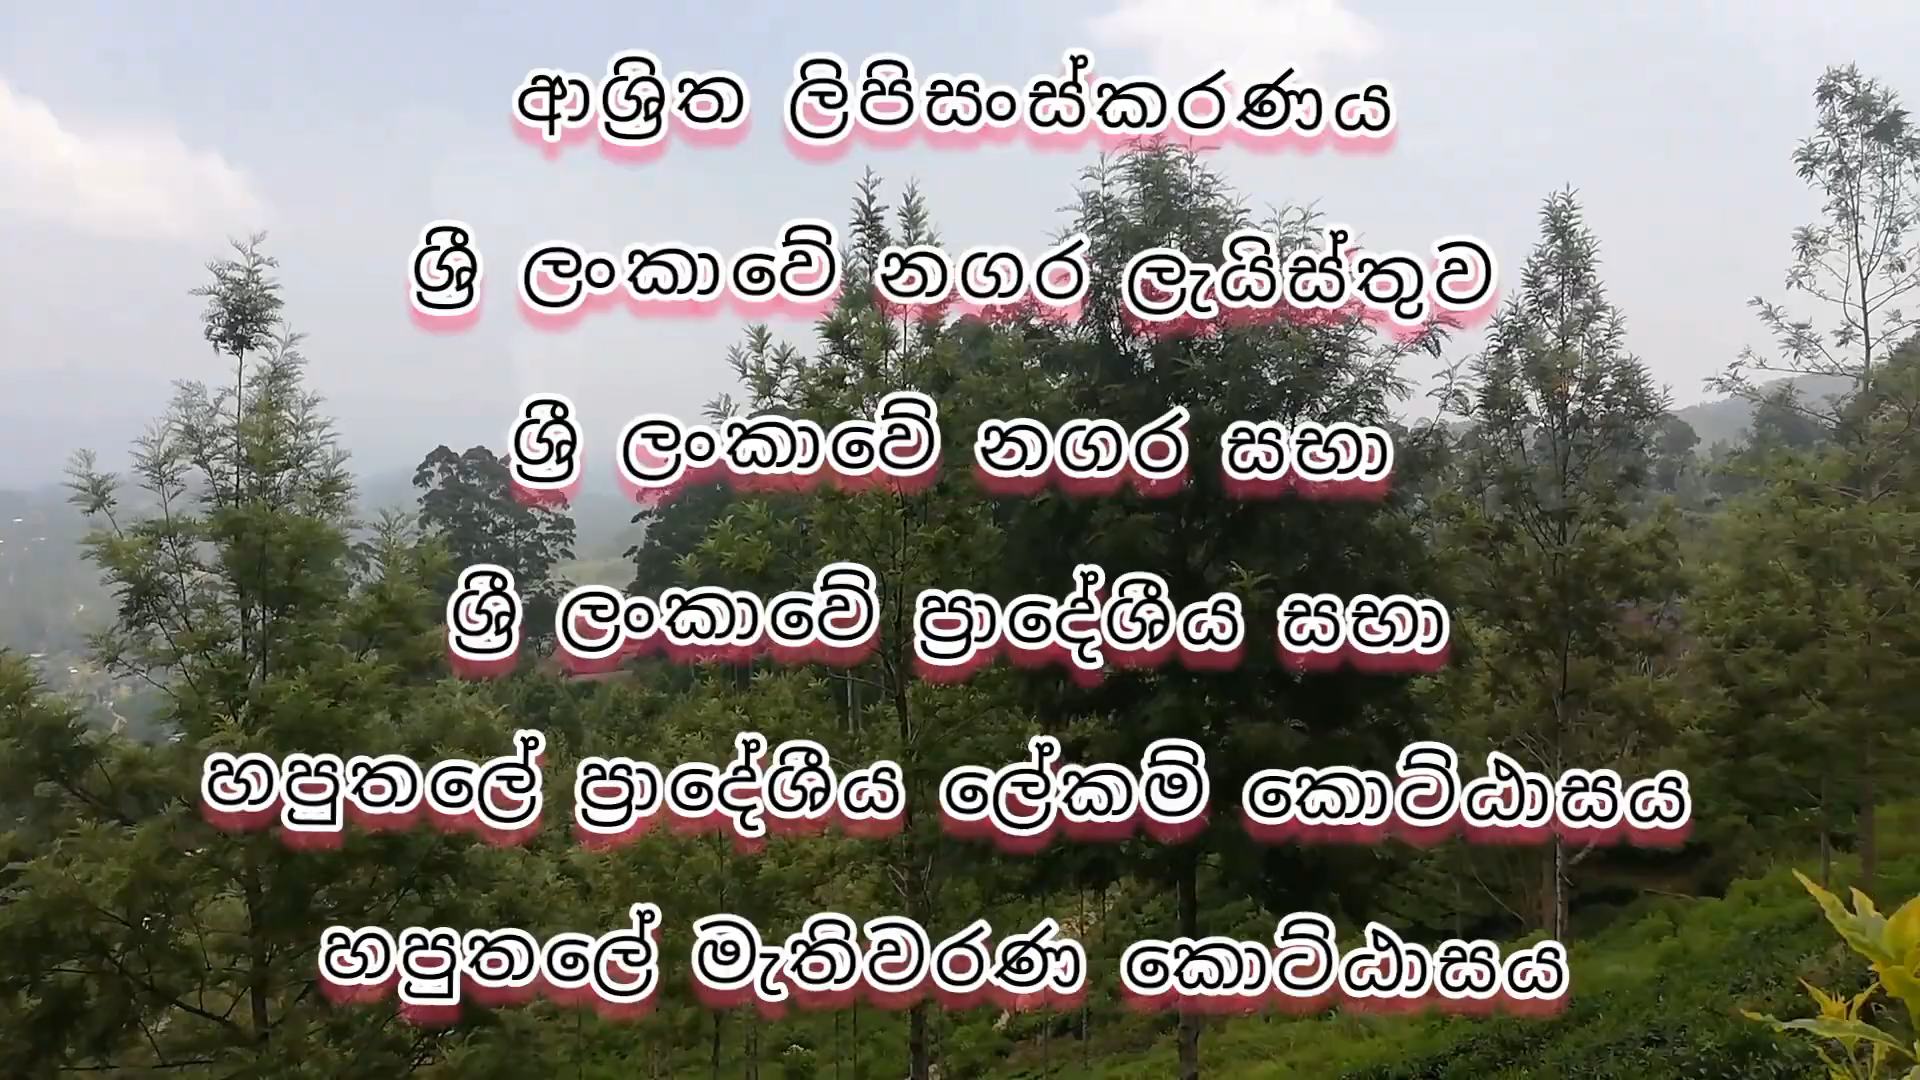 ආශ්‍රිත ලිපිසංස්කරණය
ශ්‍රී ලංකාවේ නගර ලැයිස්තුව
ශ්‍රී ලංකාවේ නගර සභා
ශ්‍රී ලංකාවේ ප්‍රාදේශීය සභා
හපුතලේ ප්‍රාදේශීය ලේකම් කොට්ඨාසය
හපුතලේ මැතිවරණ කොට්ඨාසය